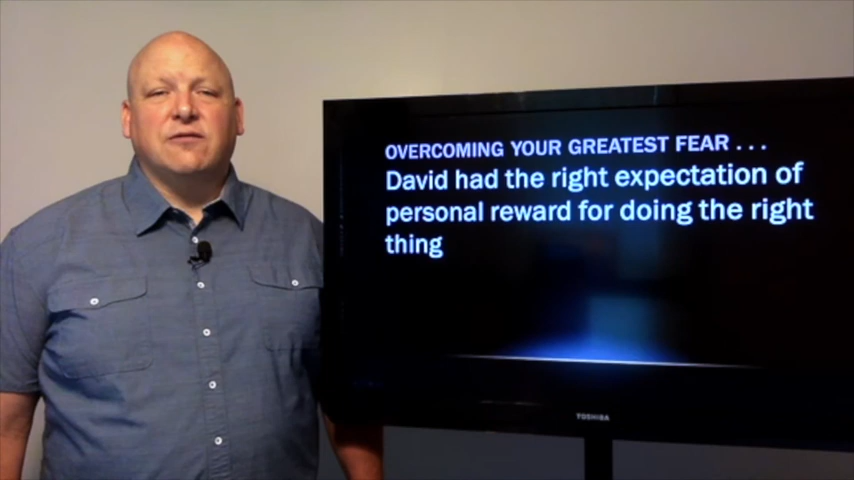 OVERCOMING YOUR GREATEST FEAR . . .
David had the right expectation of
personal reward for doing the right
thing
TOSHIBA